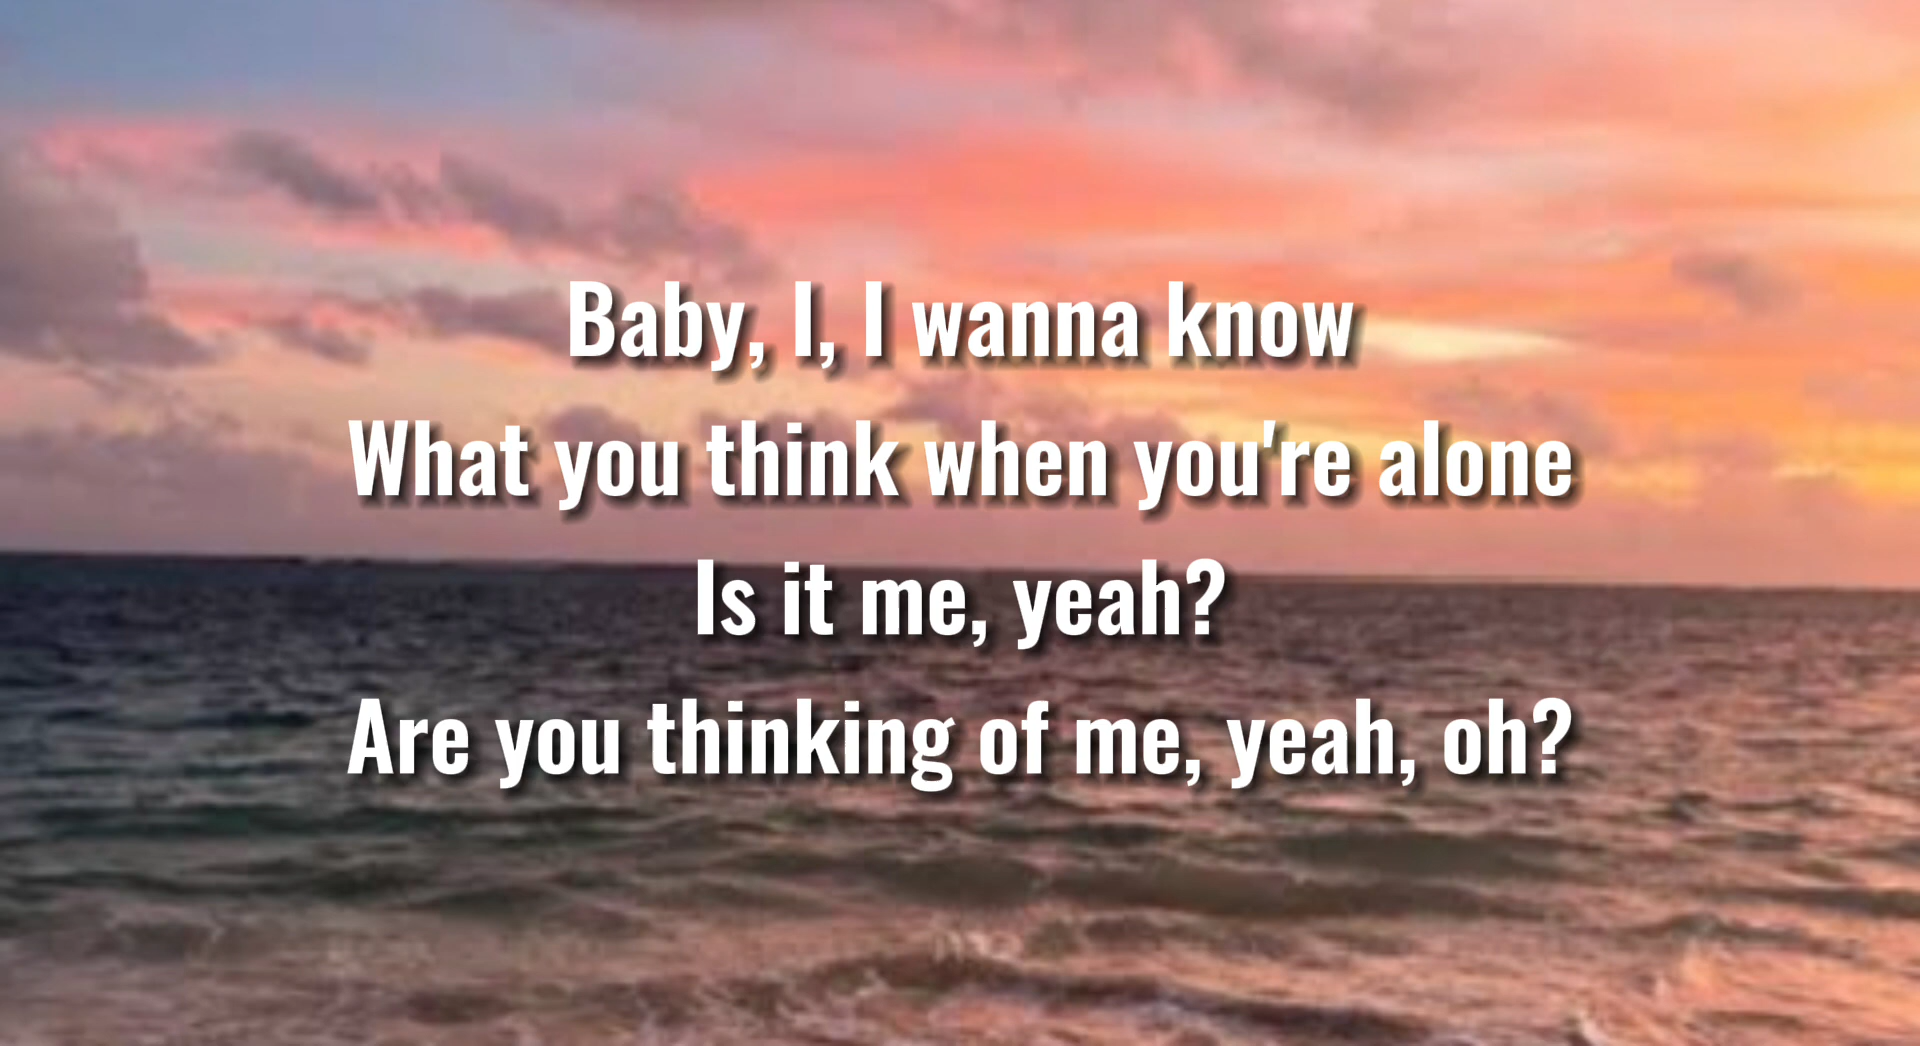 Baby, I, I wanna know
What you think when you're alone
Is it me, yeah?
Are you thinking of me, yeah, oh?